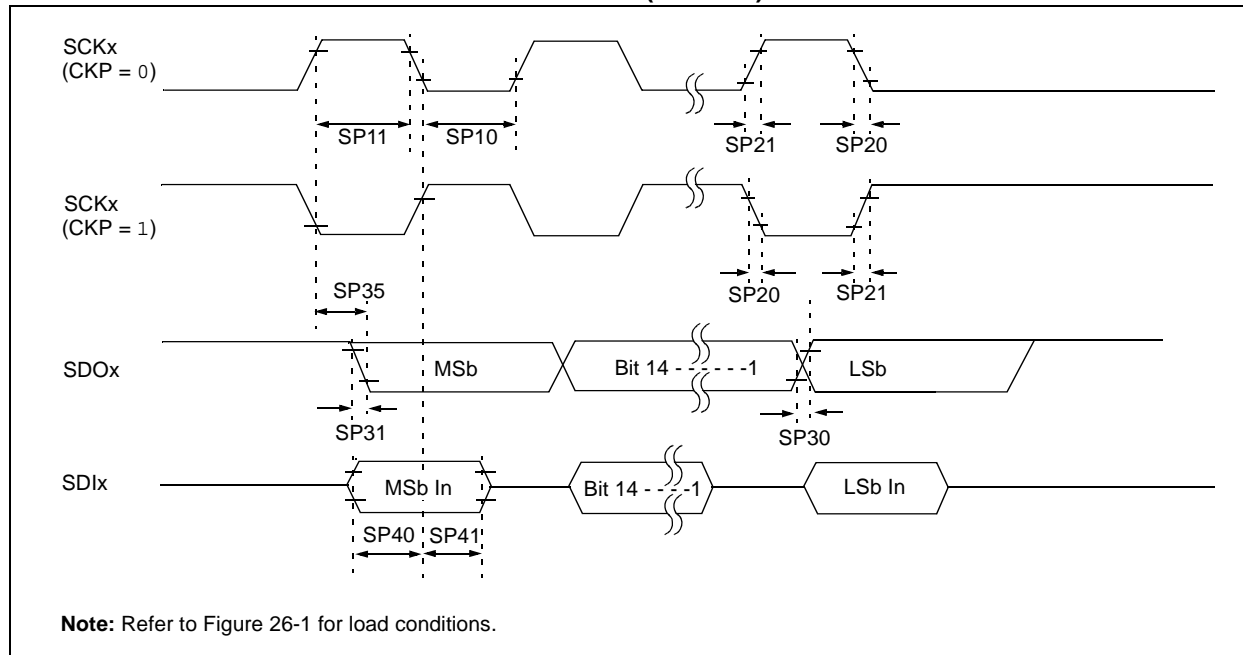 SCKx
(CKP = 0)
SP11
SP10
SP21
SP20
SCKx
(CKP = 1)
SP35
SP20
SP21
SDOx
MSb
Bit 14 - - - - - -1
LSb
SP31
SP30
SDIx
MSb In
Bit 14 - - - -1
LSb In
SP40
SP41
Note: Refer to Figure 26-1 for load conditions.